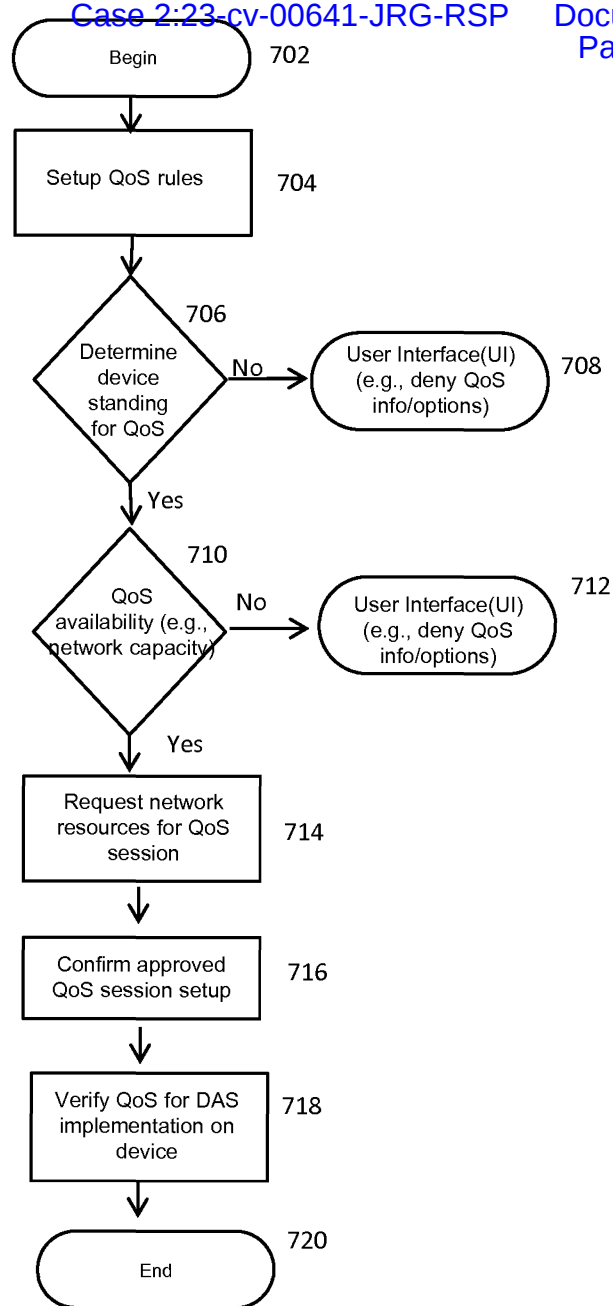 Case 2:23-cv-00641-JRG-RSP Docu
Pa
Begin
702
Setup QoS rules
704
706
Determine
device
standing
for QoS
No
User Interface(UI)
(e.g., deny QoS
info/options)
708
Yes
710
QoS
availability (e.g.,
network capacity)
No
User Interface(UI)
(e.g., deny QoS
info/options)
712
Yes
Request network
resources for QoS
session
714
Confirm approved
QoS session setup
716
Verify QoS for DAS
implementation on
device
718
End
720